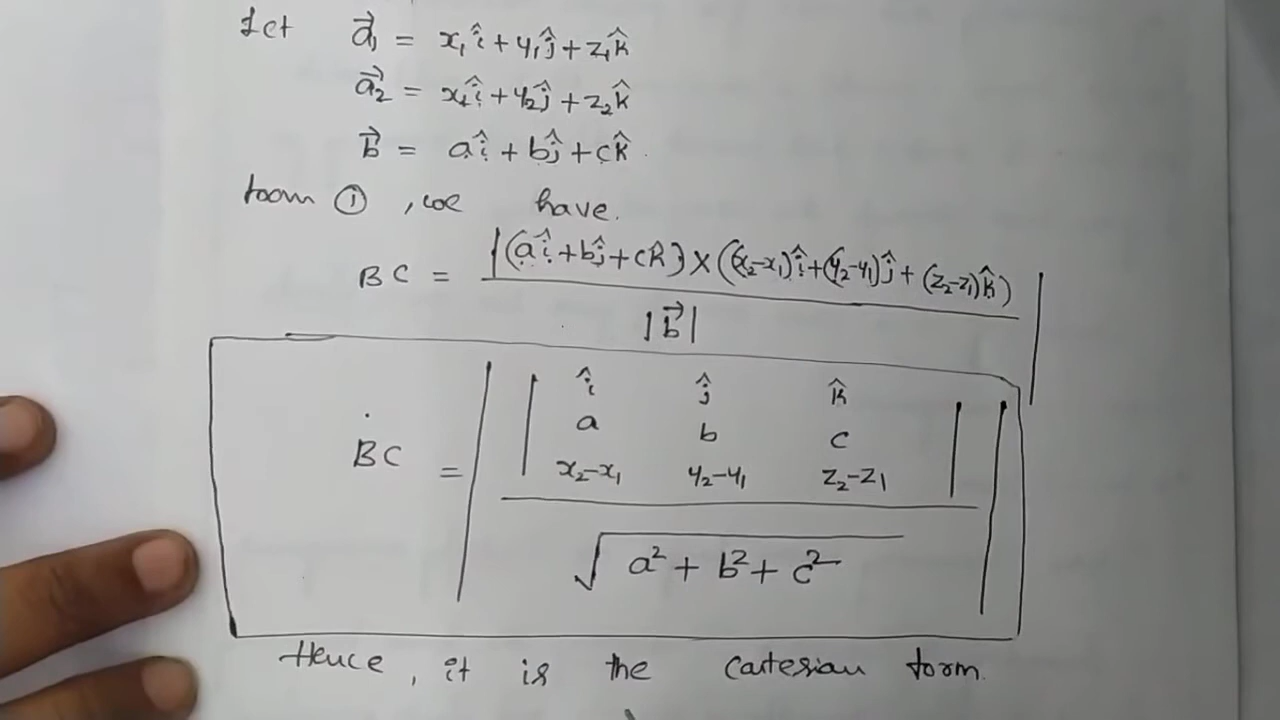 Let a⃗₁ = x₁î + y₁ĵ + z₁k̂
a⃗₂ = x₂î + y₂ĵ + z₂k̂
b⃗ = aî + bĵ + ck̂
from ①, we have.
BC = |(aî + bĵ + ck̂) × ((x₂-x₁)î + (y₂-y₁)ĵ + (z₂-z₁)k̂)|
|b⃗|
î ĵ k̂
a b c
BC =
x₂-x₁ y₂-y₁ z₂-z₁
√a² + b² + c²
Hence, it is the cartesian form.